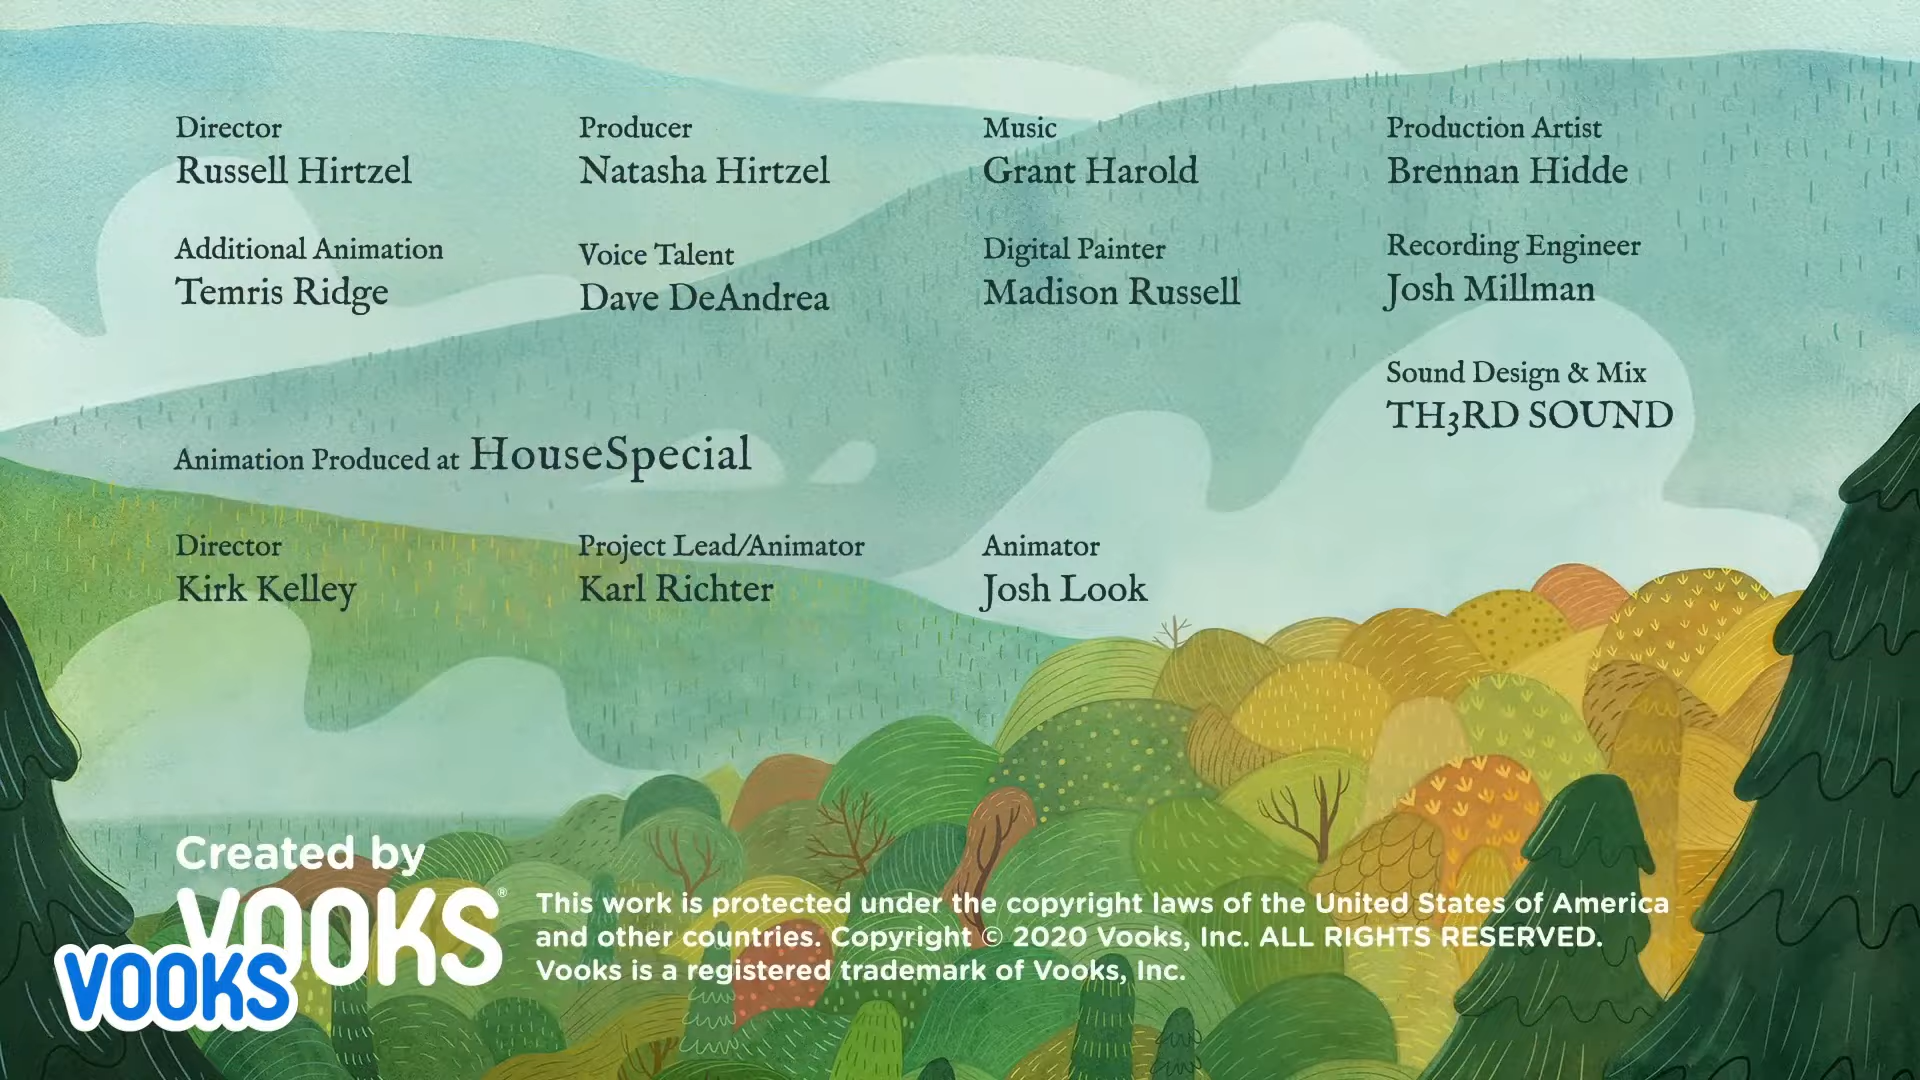 Director
Russell Hirtzel
Producer
Natasha Hirtzel
Music
Grant Harold
Production Artist
Brennan Hidde
Additional Animation
Temris Ridge
Voice Talent
Dave DeAndrea
Digital Painter
Madison Russell
Recording Engineer
Josh Millman
Sound Design & Mix
TH3RD SOUND
Animation Produced at HouseSpecial
Director
Kirk Kelley
Project Lead/Animator
Karl Richter
Animator
Josh Look
Created by
VOOKS®
This work is protected under the copyright laws of the United States of America
and other countries. Copyright © 2020 Vooks, Inc. ALL RIGHTS RESERVED.
Vooks is a registered trademark of Vooks, Inc.
VOOKS